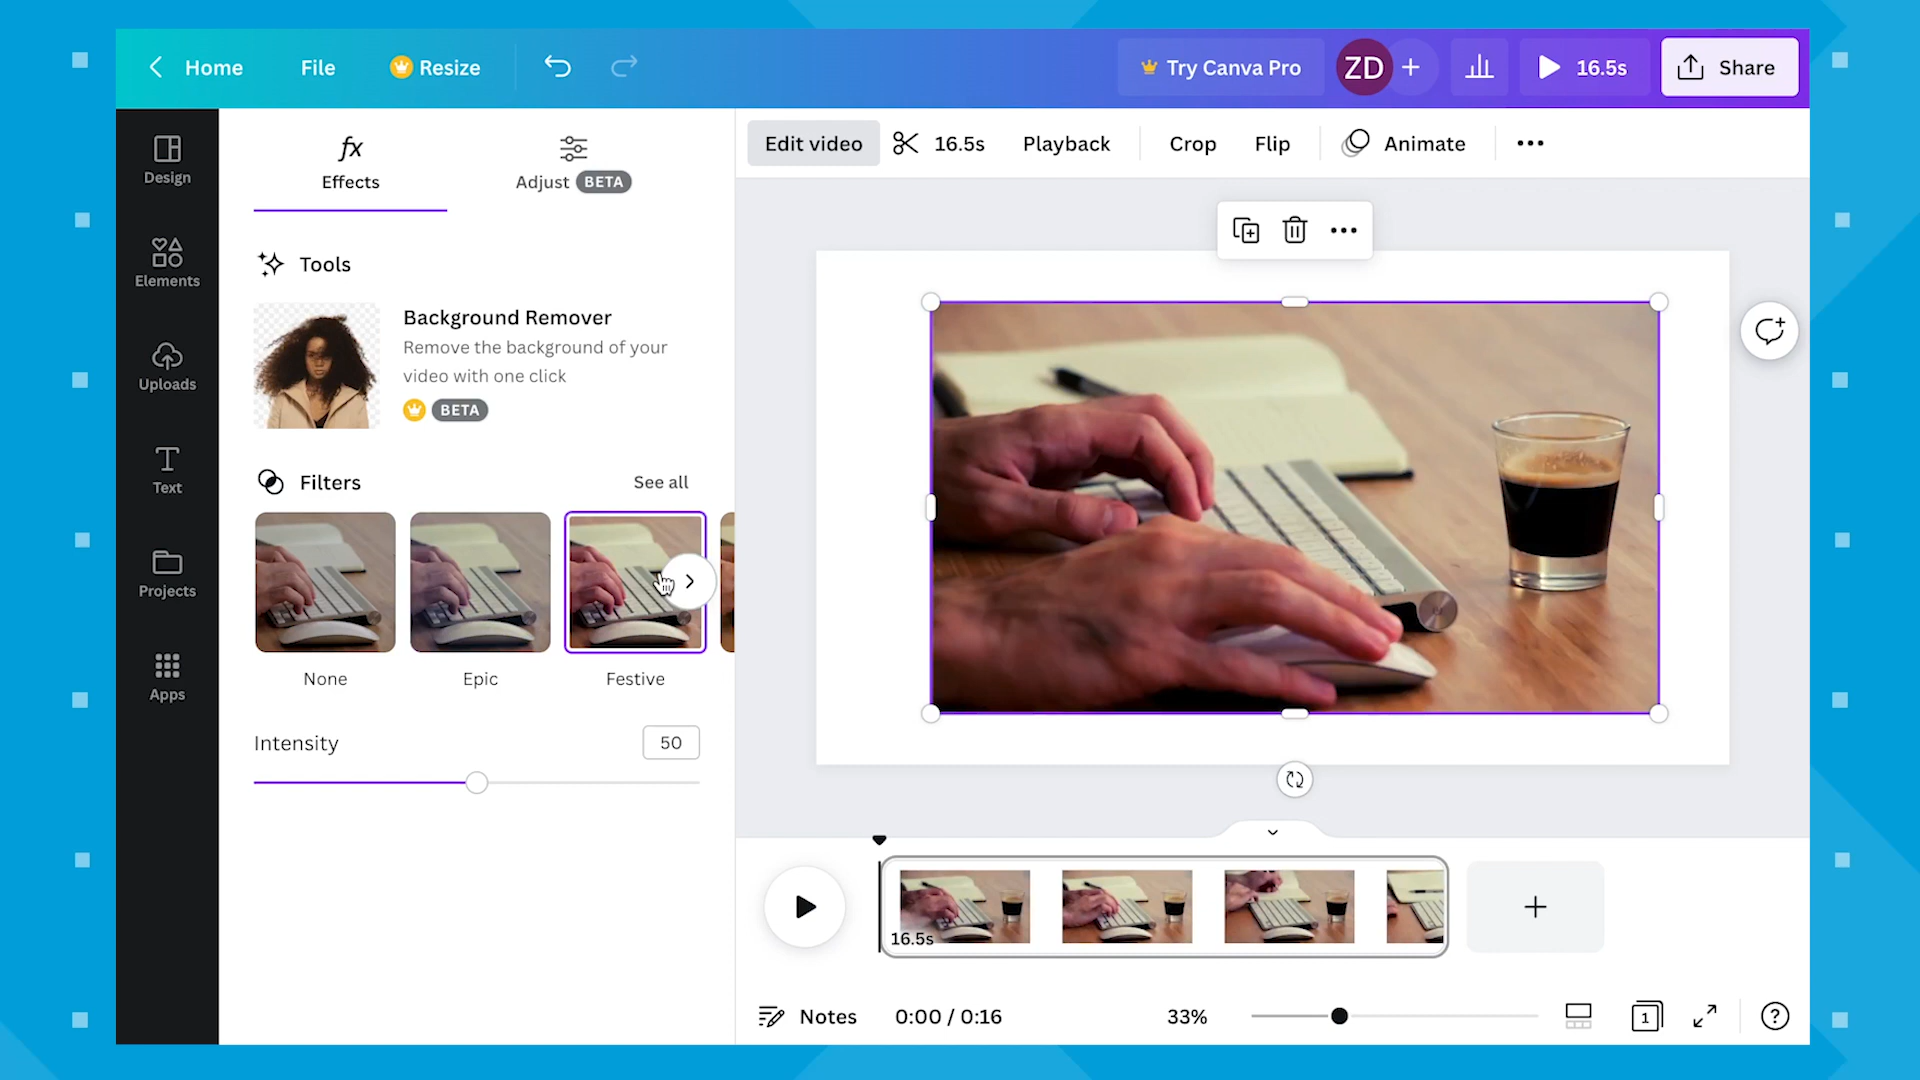 Home
File
Resize
Try Canva Pro
ZD
16.5s
Share
Design
Elements
Uploads
Text
Projects
Apps
fx
Effects
Adjust BETA
Tools
Background Remover
Remove the background of your
video with one click
BETA
Filters
See all
None
Epic
Festive
Intensity
50
Edit video
16.5s
Playback
Crop
Flip
Animate
16.5s
Notes
0:00 / 0:16
33%
1
?